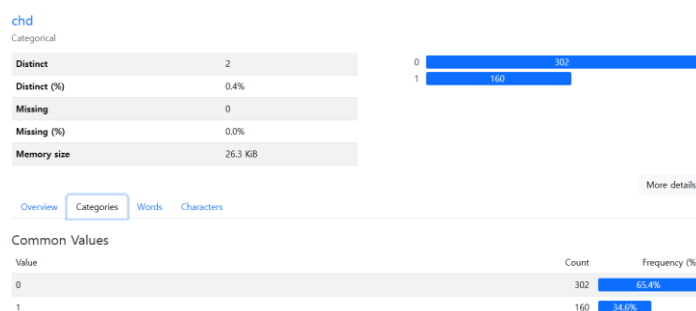 chd
Categorical
Distinct 2
Distinct (%) 0.4%
Missing 0
Missing (%) 0.0%
Memory size 26.3 KiB
0 302
1 160
More details
Overview Categories Words Characters
Common Values
Value Count Frequency (%
0 302 65.4%
1 160 34.6%